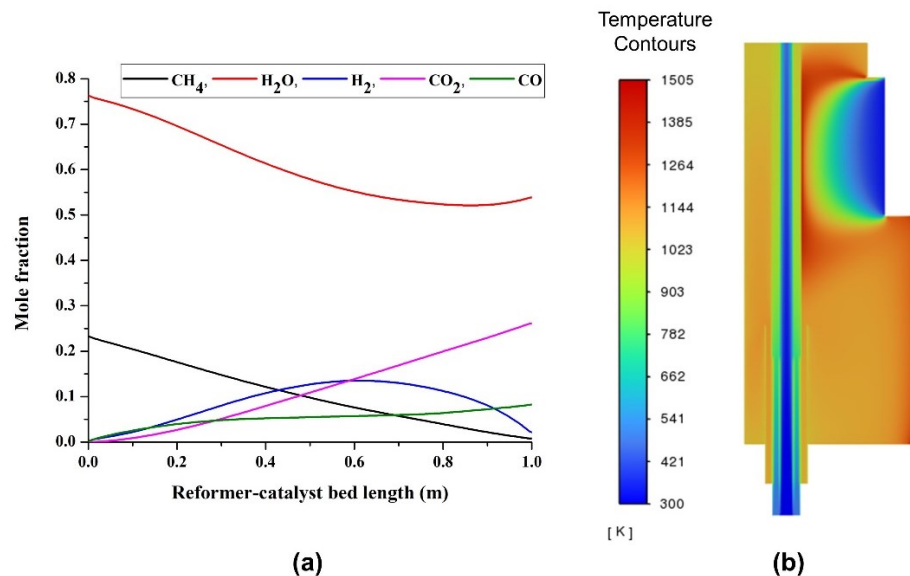 CH4, H2O, H2, CO2, CO
0.8
0.7
0.6
0.5
0.4
0.3
0.2
0.1
0.0
Mole fraction
0.0 0.2 0.4 0.6 0.8 1.0
Reformer-catalyst bed length (m)
(a)
Temperature
Contours
1505
1385
1264
1144
1023
903
782
662
541
421
300
[ K ]
(b)